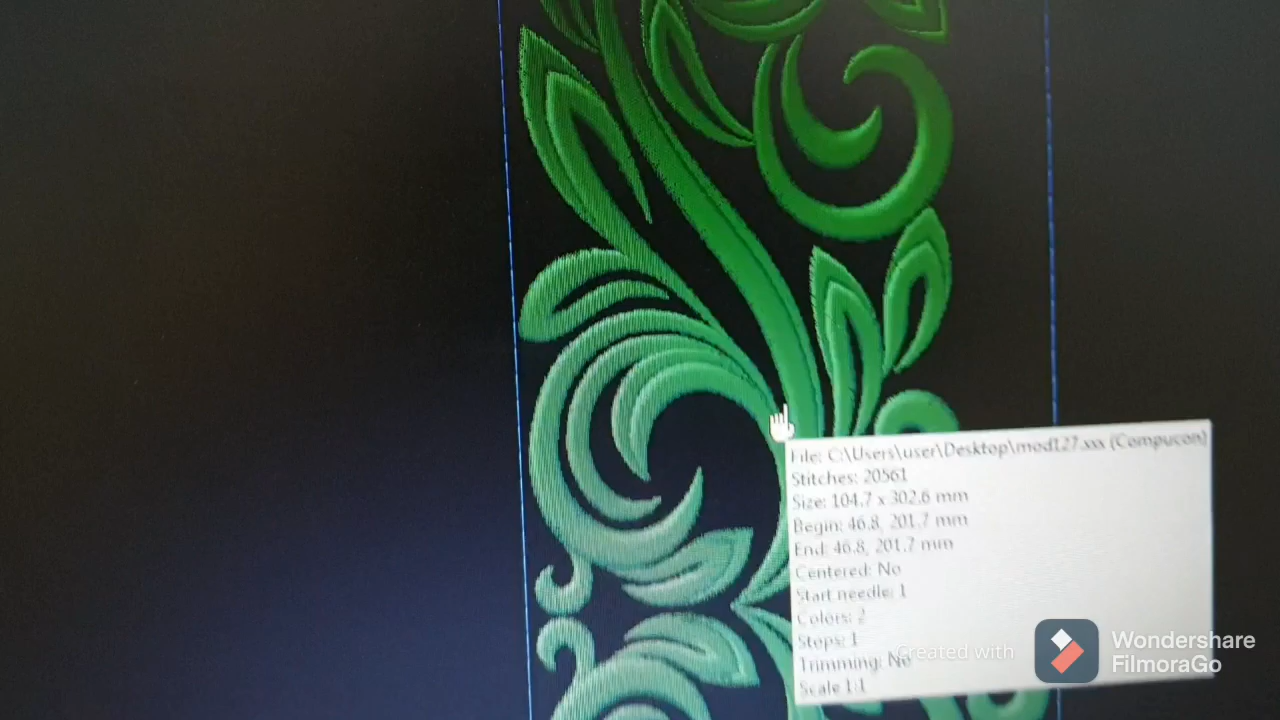 File: C:\Users\user\Desktop\mod127.xxx (Compucon)
Stitches: 20561
Size: 104.7 x 302.6 mm
Begin: 46.8, 201.7 mm
End: 46.8, 201.7 mm
Centered: No
Start needle: 1
Colors: 2
Stops: 1
Trimming: No
Scale 1:1
Created with
Wondershare
FilmoraGo